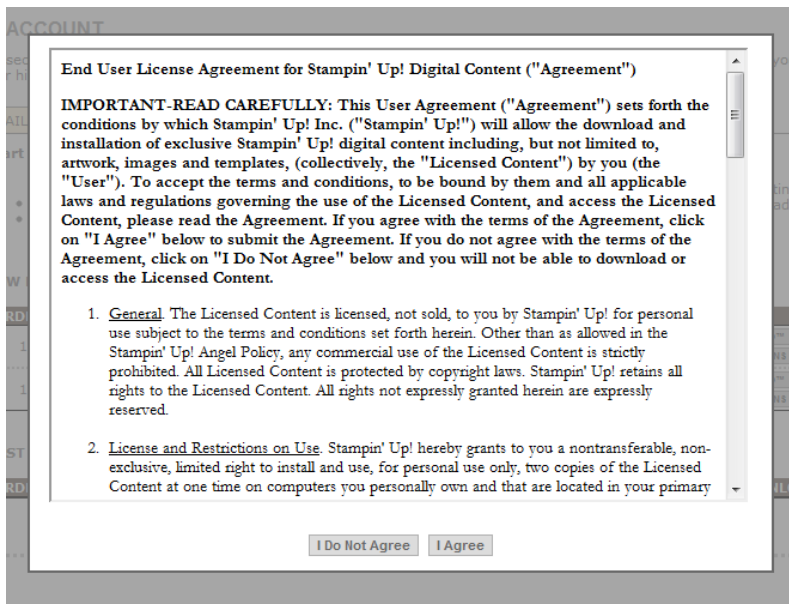 ACCOUNT
End User License Agreement for Stampin' Up! Digital Content ("Agreement")
IMPORTANT-READ CAREFULLY: This User Agreement ("Agreement") sets forth the
conditions by which Stampin' Up! Inc. ("Stampin' Up!") will allow the download and
installation of exclusive Stampin' Up! digital content including, but not limited to,
artwork, images and templates, (collectively, the "Licensed Content") by you (the
"User"). To accept the terms and conditions, to be bound by them and all applicable
laws and regulations governing the use of the Licensed Content, and access the Licensed
Content, please read the Agreement. If you agree with the terms of the Agreement, click
on "I Agree" below to submit the Agreement. If you do not agree with the terms of the
Agreement, click on "I Do Not Agree" below and you will not be able to download or
access the Licensed Content.
1. General. The Licensed Content is licensed, not sold, to you by Stampin' Up! for personal
use subject to the terms and conditions set forth herein. Other than as allowed in the
Stampin' Up! Angel Policy, any commercial use of the Licensed Content is strictly
prohibited. All Licensed Content is protected by copyright laws. Stampin' Up! retains all
rights to the Licensed Content. All rights not expressly granted herein are expressly
reserved.
2. License and Restrictions on Use. Stampin' Up! hereby grants to you a nontransferable, non-
exclusive, limited right to install and use, for personal use only, two copies of the Licensed
Content at one time on computers you personally own and that are located in your primary
I Do Not Agree I Agree